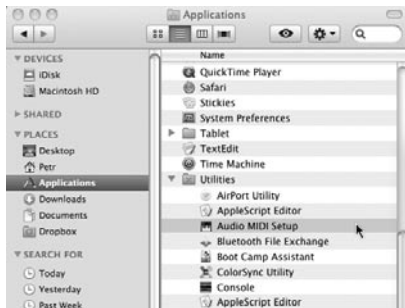 Applications
Name
DEVICES
iDisk
Macintosh HD
SHARED
PLACES
Desktop
Petr
Applications
Downloads
Documents
Dropbox
SEARCH FOR
Today
Yesterday
Past Week
QuickTime Player
Safari
Stickies
System Preferences
Tablet
TextEdit
Time Machine
Utilities
AirPort Utility
AppleScript Editor
Audio MIDI Setup
Bluetooth File Exchange
Boot Camp Assistant
ColorSync Utility
Console
AppleScript Editor